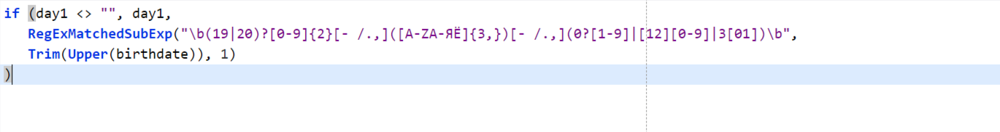 if (day1 <> "", day1,
RegExMatchedSubExp("\b(19|20)?[0-9]{2}[- /.,]([A-ZА-ЯЁ]{3,})[- /.,](0?[1-9]|[12][0-9]|3[01])\b",
Trim(Upper(birthdate)), 1)
)